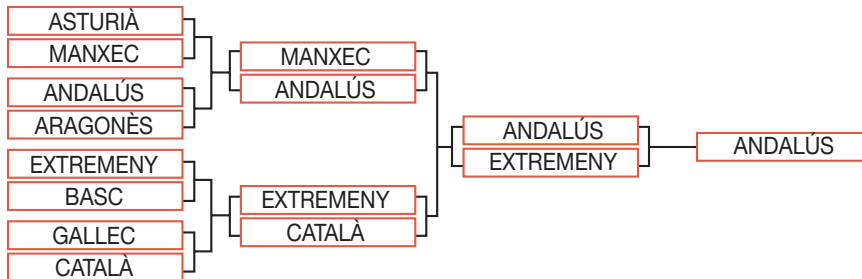 ASTURIÀ
MANXEC
ANDALÚS
ARAGONÈS
EXTREMENY
BASC
GALLEC
CATALÀ
MANXEC
ANDALÚS
EXTREMENY
CATALÀ
ANDALÚS
EXTREMENY
ANDALÚS